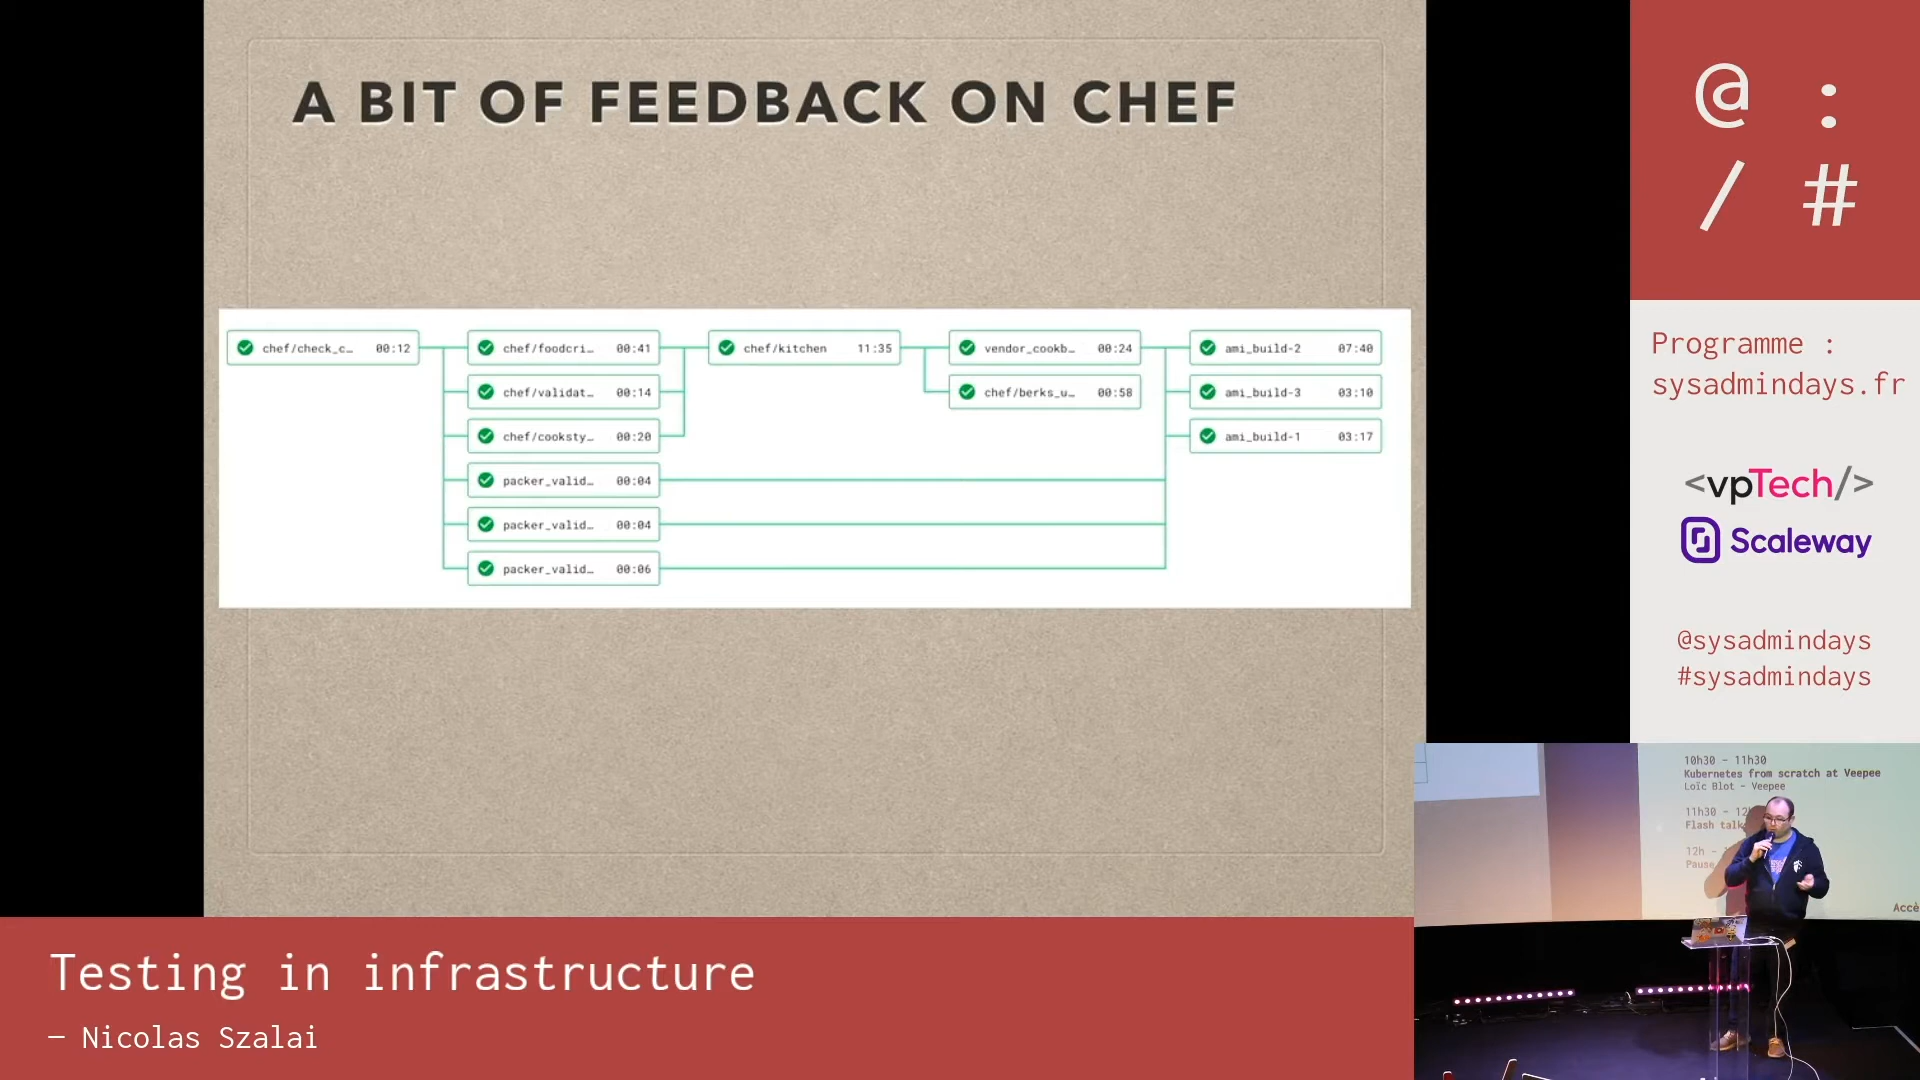 A BIT OF FEEDBACK ON CHEF
chef/check_c… 00:12
chef/foodcri… 00:41
chef/kitchen 11:35
vendor_cookb… 00:24
ami_build-2 07:40
chef/validat… 00:14
chef/berks_u… 00:58
ami_build-3 03:10
chef/cooksty… 00:20
ami_build-1 03:17
packer_valid… 00:04
packer_valid… 00:04
packer_valid… 00:06
@ :
/ #
Programme :
sysadmindays.fr
<vpTech/>
Scaleway
@sysadmindays
#sysadmindays
10h30 - 11h30
Kubernetes from scratch at Veepee
Loïc Blot - Veepee
11h30 - 12
Flash talk
12h -
Pause
Accè
Testing in infrastructure
— Nicolas Szalai